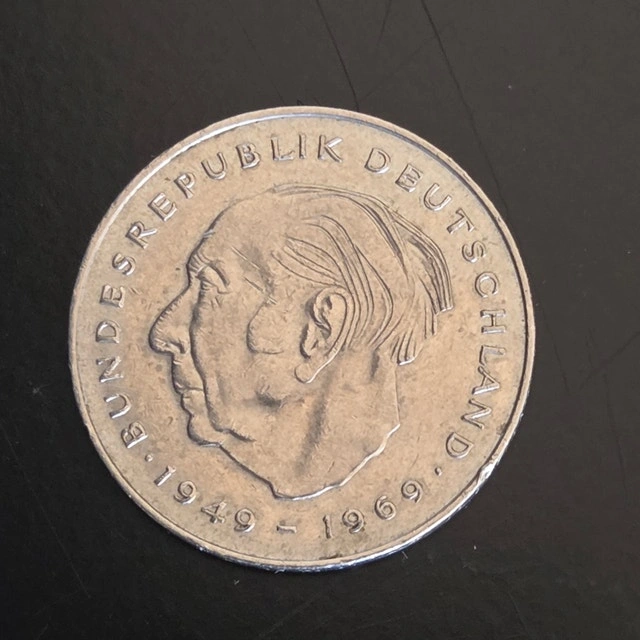 BUNDESREPUBLIK DEUTSCHLAND
· 1949 - 1969 ·